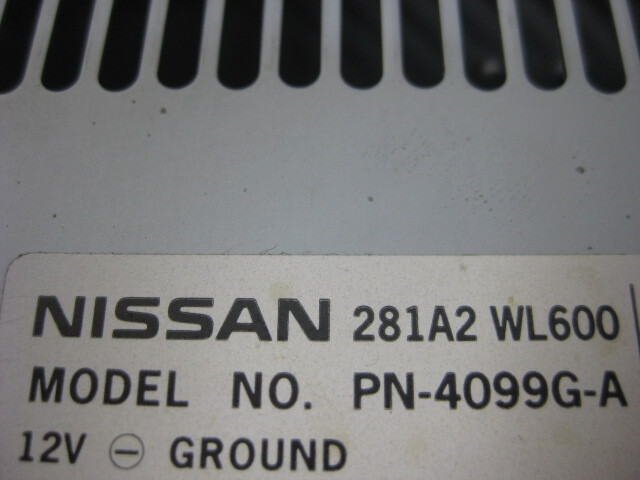 NISSAN 281A2 WL600
MODEL NO. PN-4099G-A
12V ⊖ GROUND